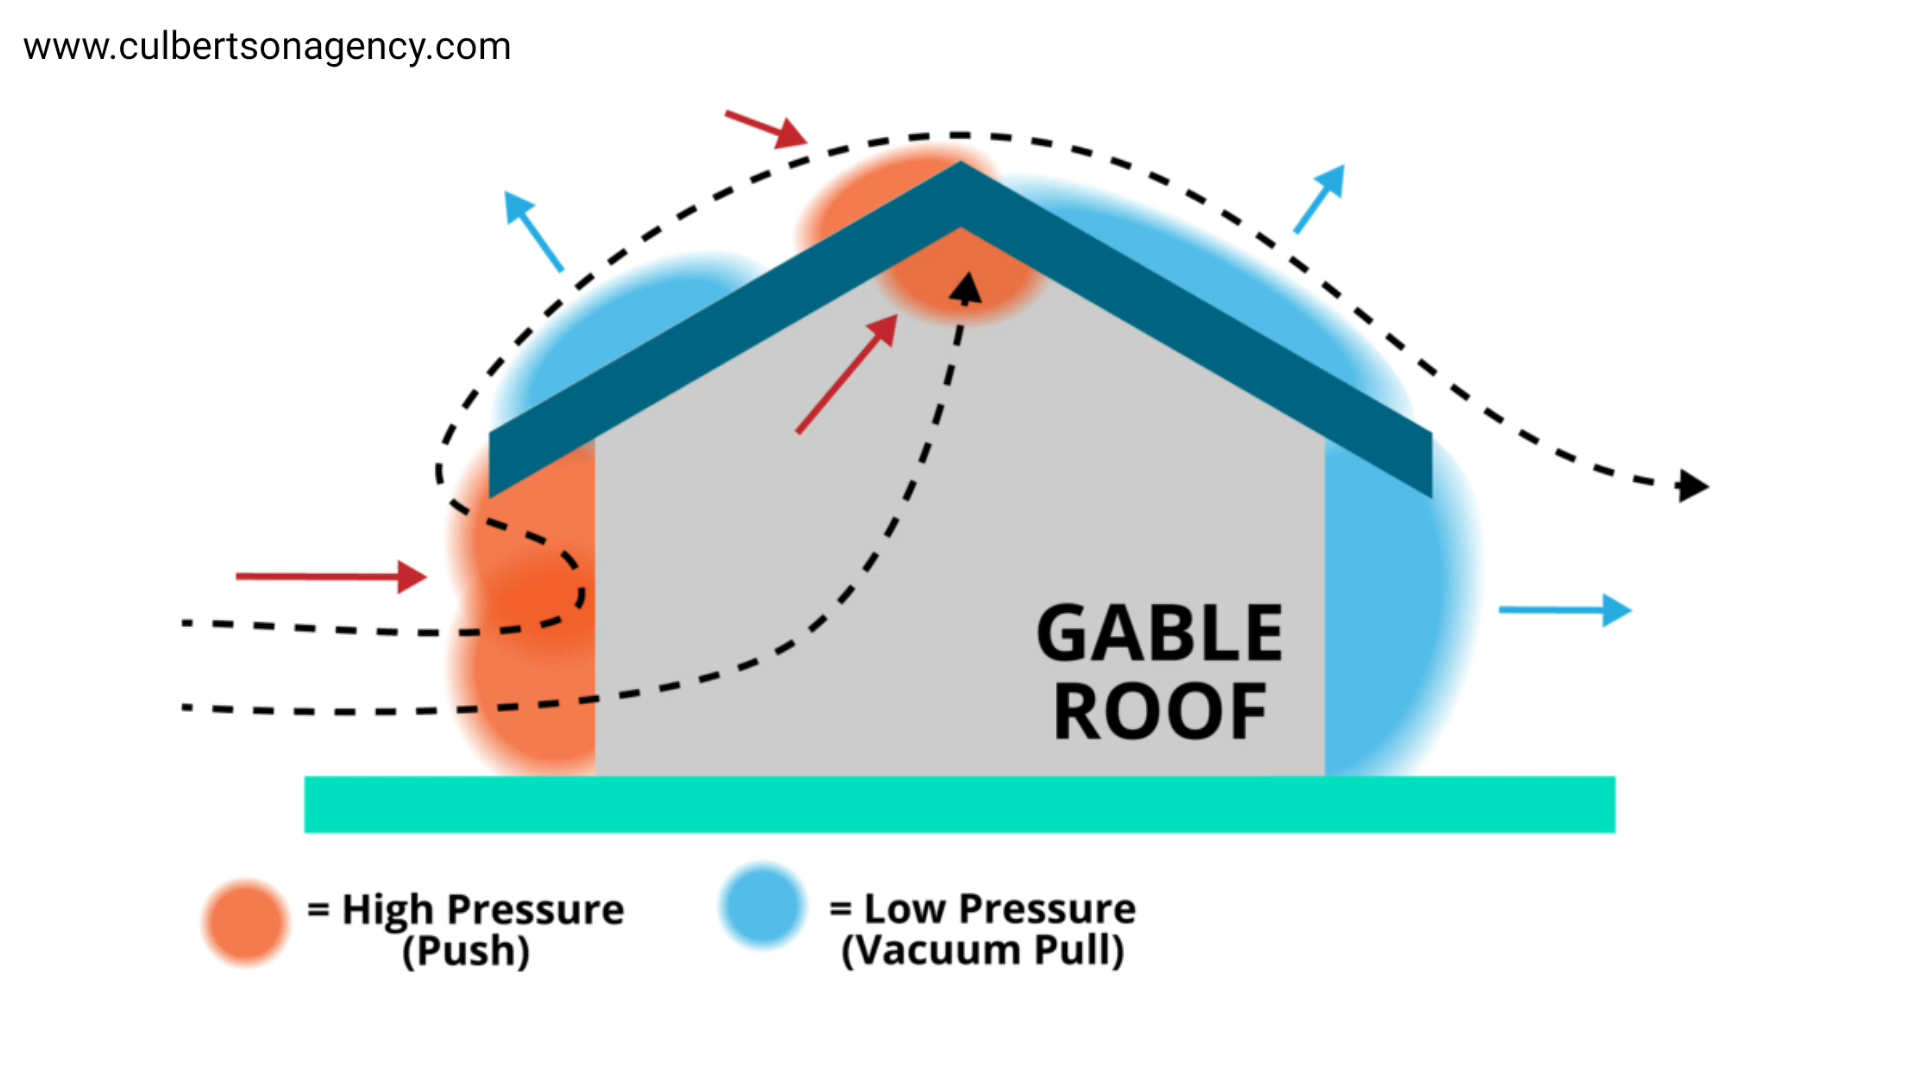 www.culbertsonagency.com
GABLE
ROOF
= High Pressure
(Push)
= Low Pressure
(Vacuum Pull)